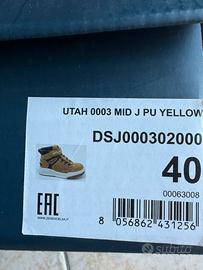 UTAH 0003 MID J PU YELLOW
DSJ000302000
40
00063008
EAC
8 056862 431256
Subito